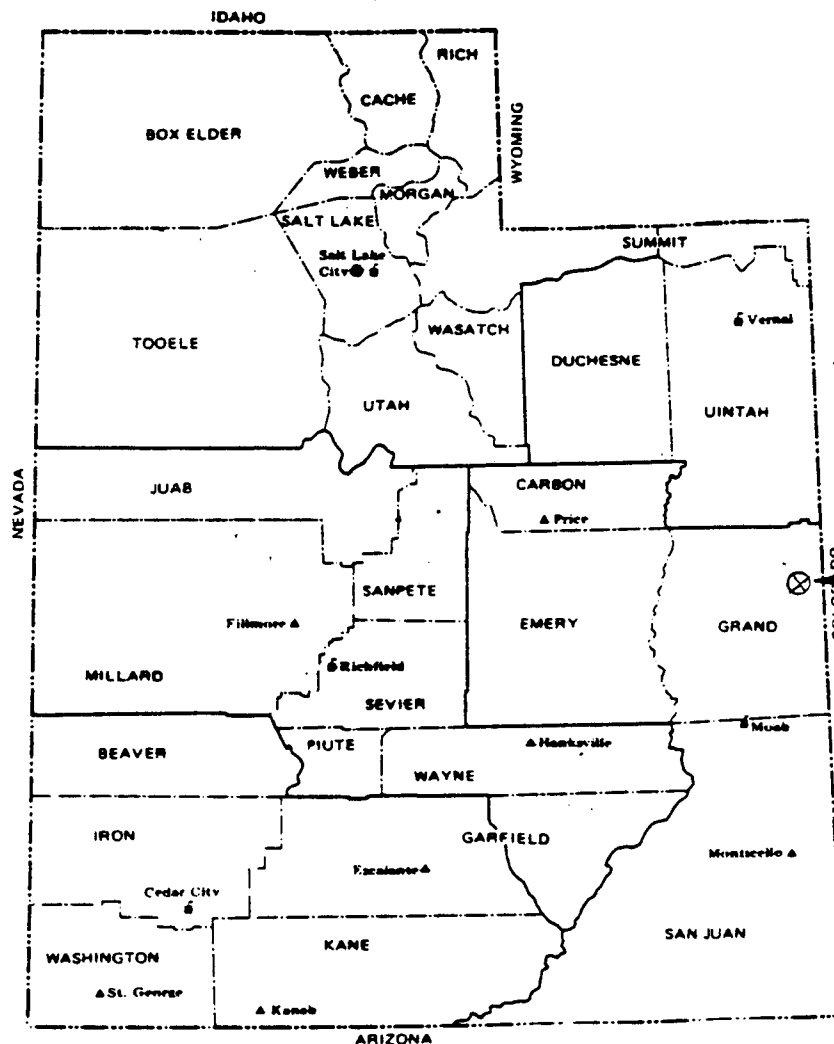 IDAHO
RICH
CACHE
BOX ELDER
WYOMING
WEBER
MORGAN
SALT LAKE
SUMMIT
Salt Lake
City
Vernal
WASATCH
TOOELE
DUCHESNE
UTAH
UINTAH
NEVADA
JUAB
CARBON
Price
SANPETE
EMERY
GRAND
Fillmore
Richfield
MILLARD
SEVIER
Moab
BEAVER
PIUTE
Hanksville
WAYNE
IRON
GARFIELD
Escalante
Monticello
Cedar City
WASHINGTON
KANE
SAN JUAN
St. George
Kanab
ARIZONA